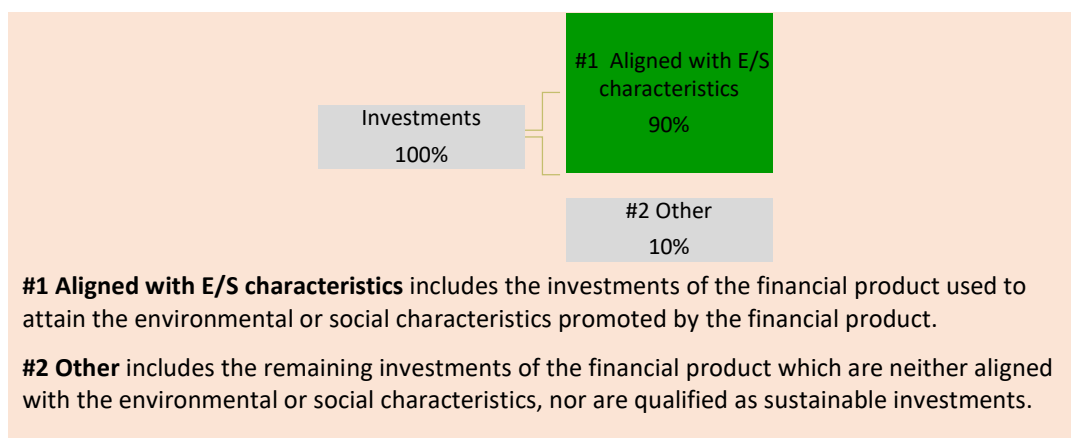 #1 Aligned with E/S
characteristics
90%
Investments
100%
#2 Other
10%
#1 Aligned with E/S characteristics includes the investments of the financial product used to
attain the environmental or social characteristics promoted by the financial product.
#2 Other includes the remaining investments of the financial product which are neither aligned
with the environmental or social characteristics, nor are qualified as sustainable investments.